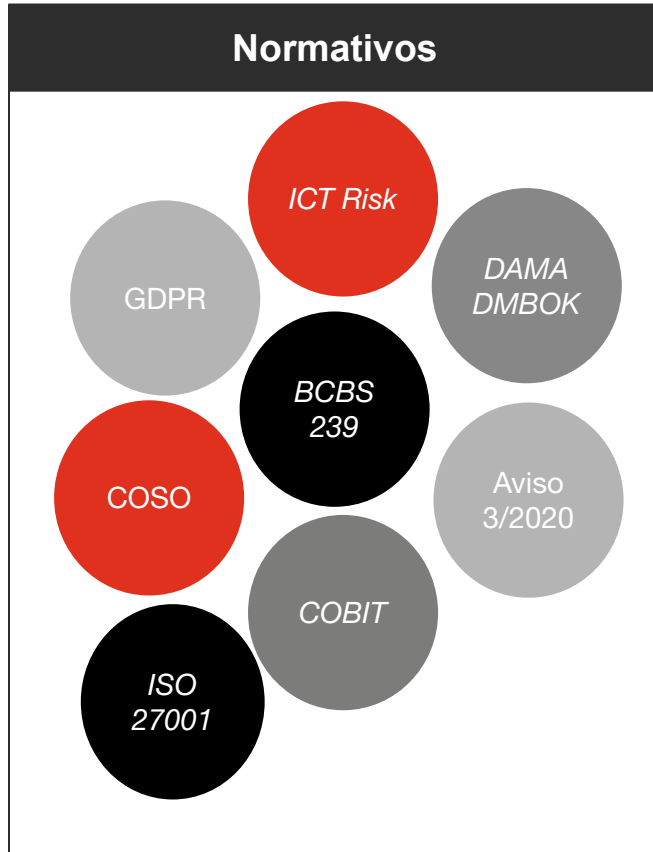 Normativos
ICT Risk
GDPR
DAMA
DMBOK
BCBS
239
COSO
Aviso
3/2020
COBIT
ISO
27001